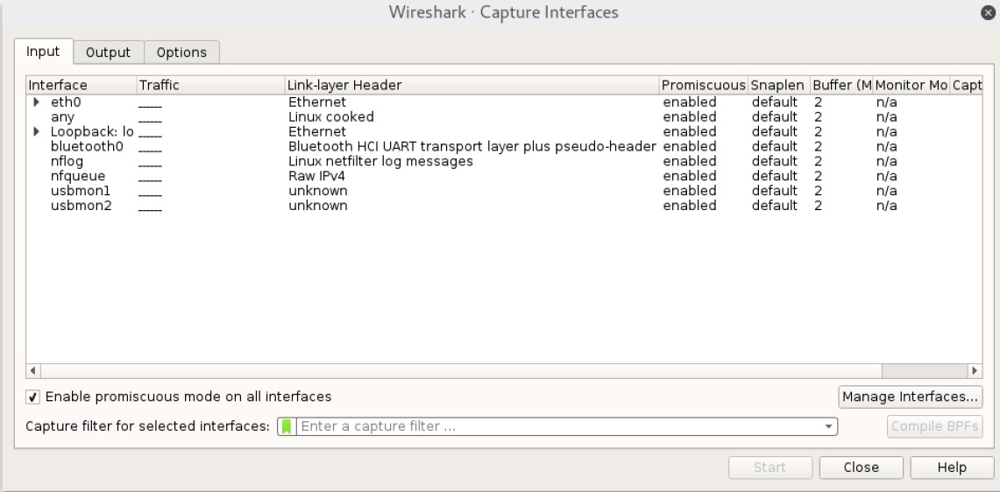 Wireshark · Capture Interfaces
Input Output Options
Interface Traffic Link-layer Header Promiscuous Snaplen Buffer (M Monitor Mo Capt
eth0 Ethernet enabled default 2 n/a
any Linux cooked enabled default 2 n/a
Loopback: lo Ethernet enabled default 2 n/a
bluetooth0 Bluetooth HCI UART transport layer plus pseudo-header enabled default 2 n/a
nflog Linux netfilter log messages enabled default 2 n/a
nfqueue Raw IPv4 enabled default 2 n/a
usbmon1 unknown enabled default 2 n/a
usbmon2 unknown enabled default 2 n/a
Enable promiscuous mode on all interfaces Manage Interfaces...
Capture filter for selected interfaces: Enter a capture filter ... Compile BPFs
Start Close Help